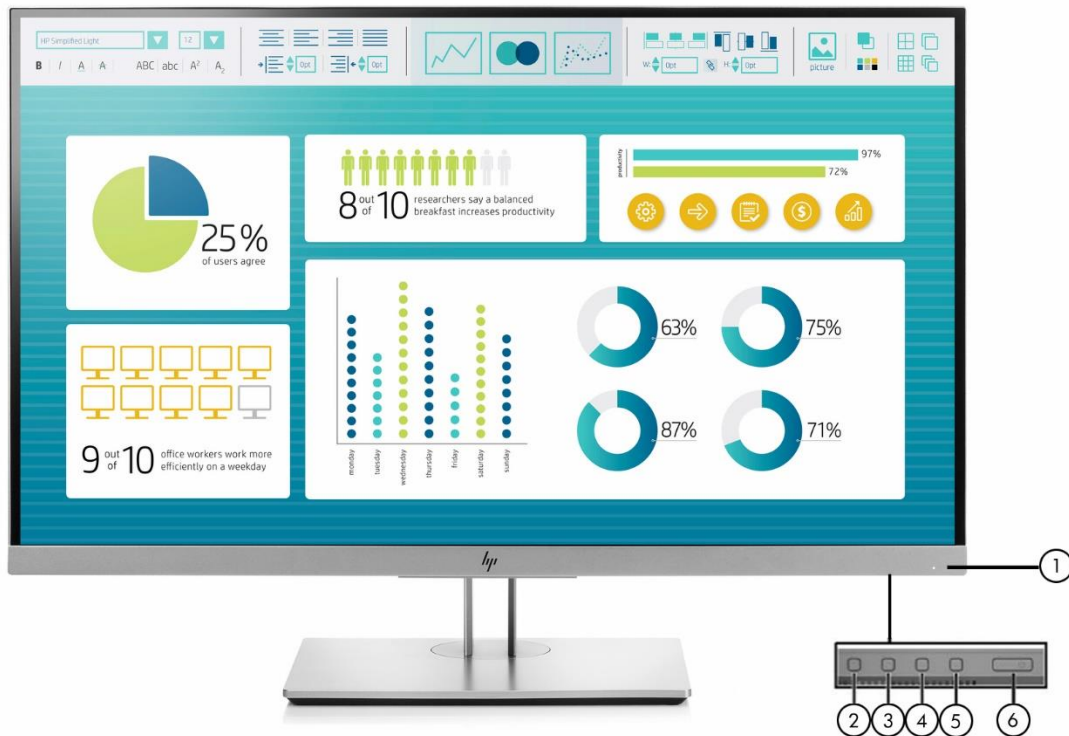 HP Simplified Light
12
B I A A ABC abc A² A₂
0pt
0pt
W:
0pt
H:
0pt
picture
25%
of users agree
8 out of 10
researchers say a balanced
breakfast increases productivity
productivity
97%
72%
$
9 out of 10
office workers work more
efficiently on a weekday
monday
tuesday
wednesday
thursday
friday
saturday
sunday
63%
75%
87%
71%
hp
1
2 3 4 5 6